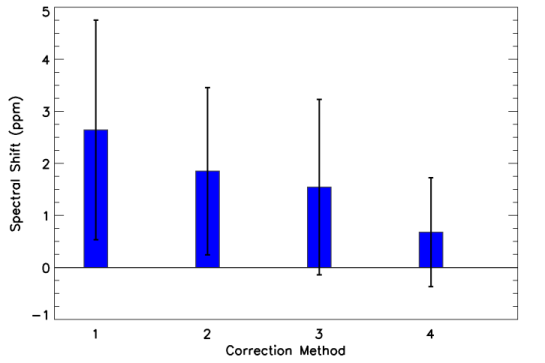 5
4
3
2
1
0
-1
Spectral Shift (ppm)
1 2 3 4
Correction Method